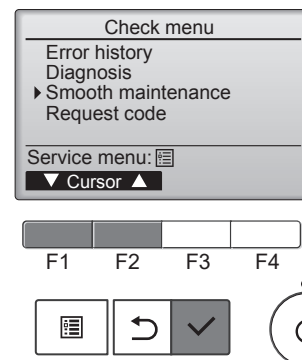 Check menu
Error history
Diagnosis
Smooth maintenance
Request code
Service menu:
▼ Cursor ▲
F1 F2 F3 F4